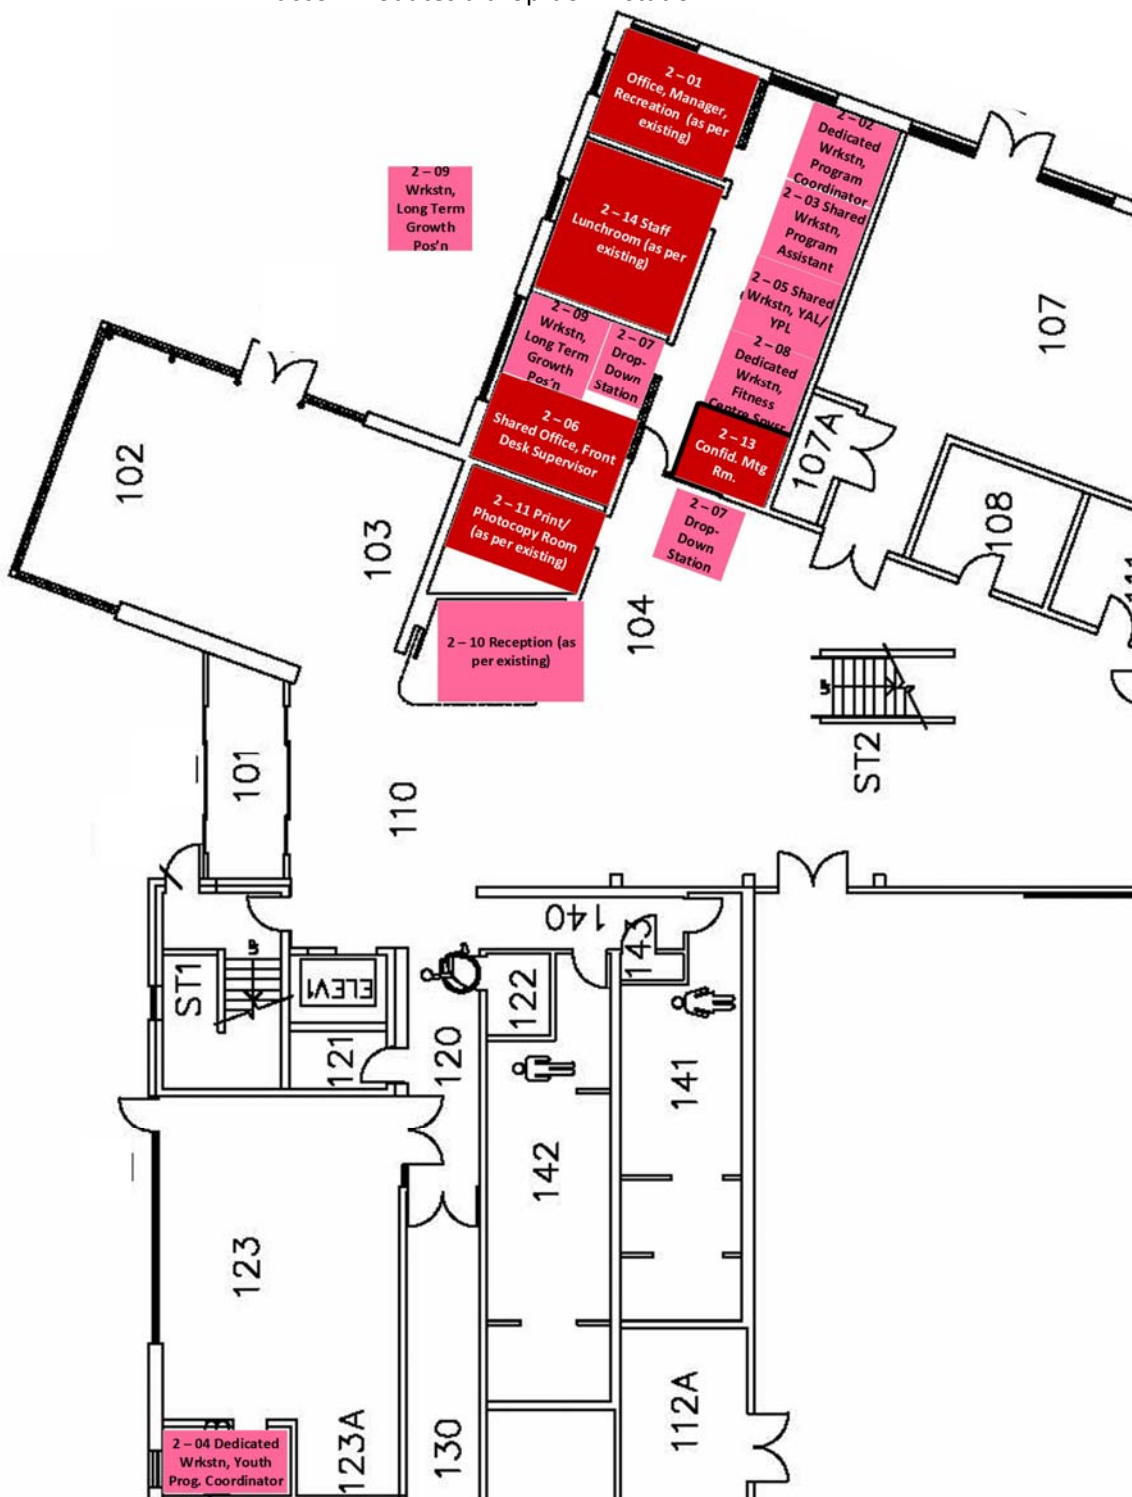 2 – 01
Office, Manager,
Recreation (as per
existing)
2 – 02
Dedicated
Wrkstn,
Program
Coordinator
2 – 09
Wrkstn,
Long Term
Growth
Pos'n
2 – 14 Staff
Lunchroom (as per
existing)
2 – 03 Shared
Wrkstn,
Program
Assistant
2 – 05 Shared
Wrkstn, YAL/
YPL
107
2 – 09
Wrkstn,
Long Term
Growth
Pos'n
2 – 07
Drop-
Down
Station
2 – 08
Dedicated
Wrkstn,
Fitness
Centre Spvsr
2 – 06
Shared Office, Front
Desk Supervisor
2 – 13
Confid. Mtg
Rm.
107A
102
2 – 11 Print/
Photocopy Room
(as per existing)
2 – 07
Drop-
Down
Station
108
103
104
2 – 10 Reception (as
per existing)
ST2
101
110
140
143
ST1
ELEV1
122
121
120
141
142
123
123A
130
112A
2 – 04 Dedicated
Wrkstn, Youth
Prog. Coordinator